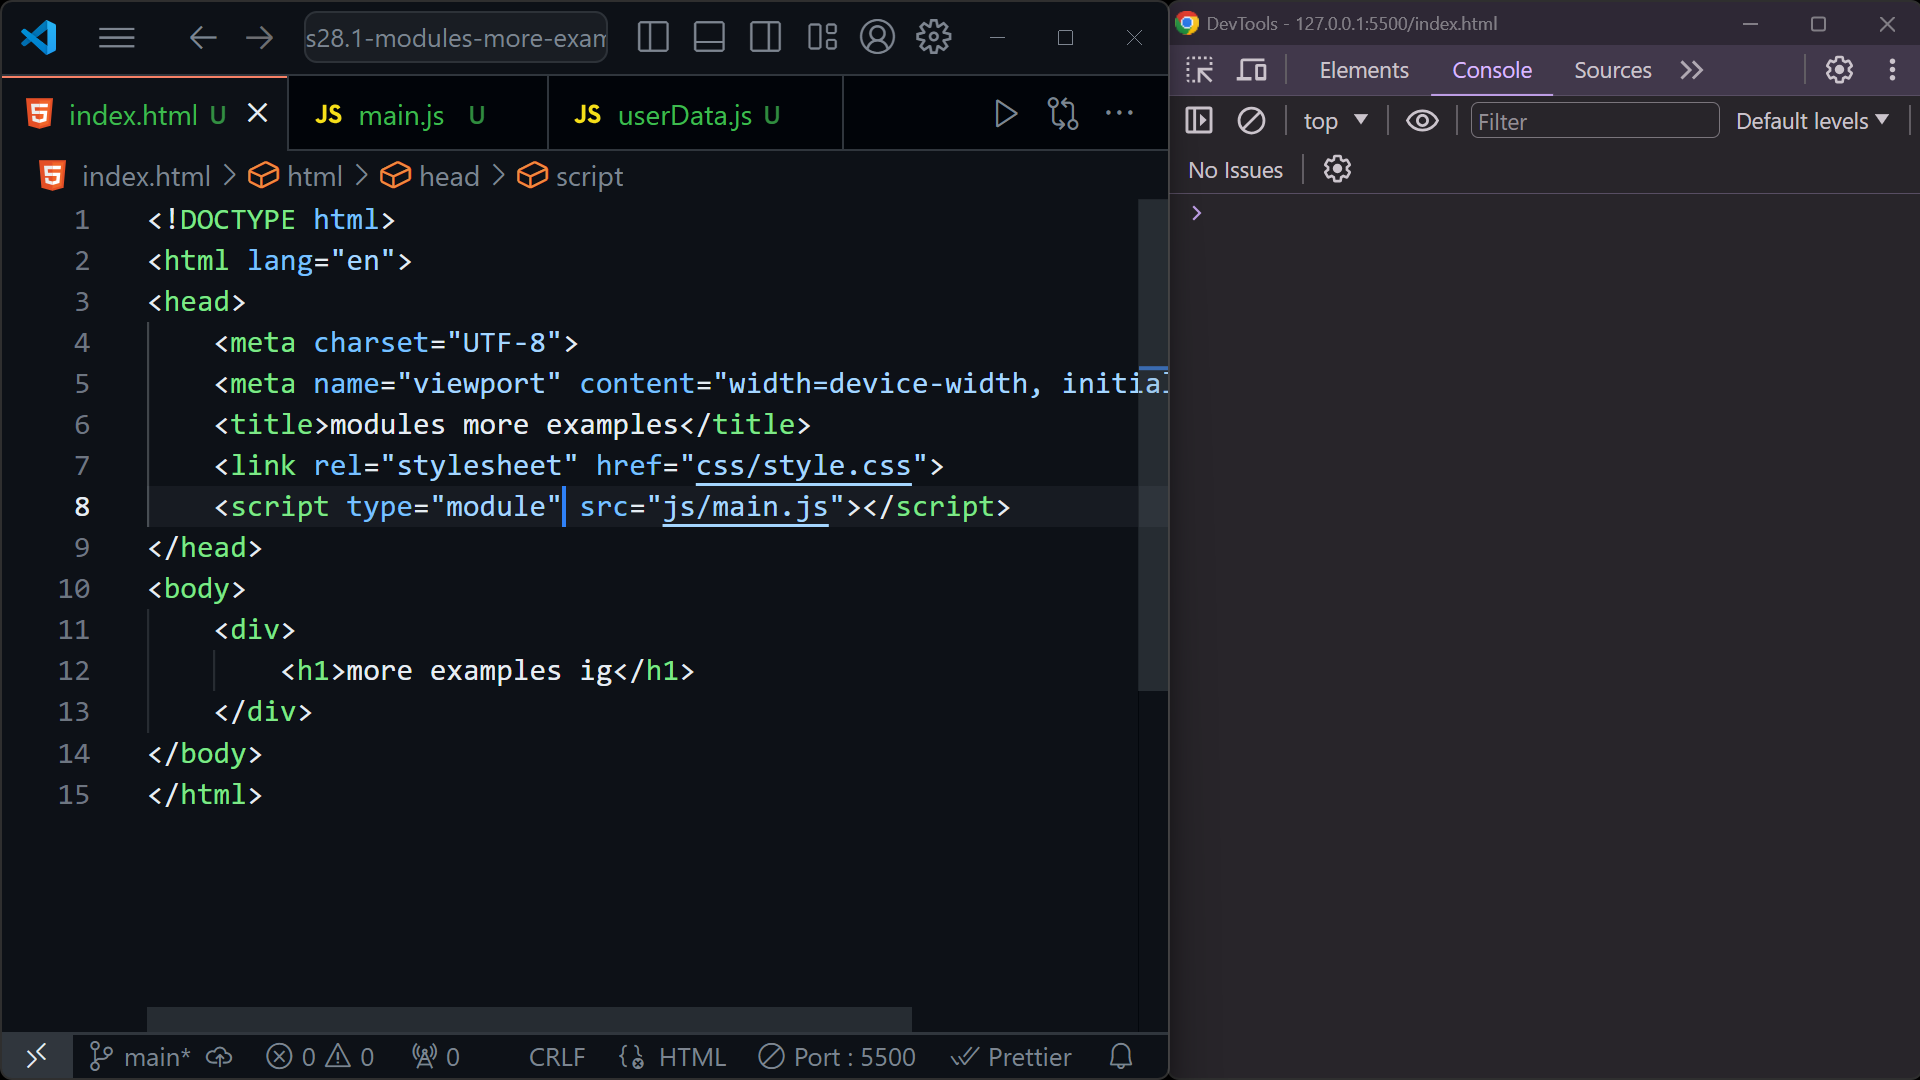 s28.1-modules-more-exam
index.html U
JS main.js U
JS userData.js U
index.html > html > head > script
1 <!DOCTYPE html>
2 <html lang="en">
3 <head>
4 <meta charset="UTF-8">
5 <meta name="viewport" content="width=device-width, initial
6 <title>modules more examples</title>
7 <link rel="stylesheet" href="css/style.css">
8 <script type="module" src="js/main.js"></script>
9 </head>
10 <body>
11 <div>
12 <h1>more examples ig</h1>
13 </div>
14 </body>
15 </html>
main* 0 0 0 CRLF HTML Port : 5500 Prettier
DevTools - 127.0.0.1:5500/index.html
Elements Console Sources
top Filter Default levels
No Issues